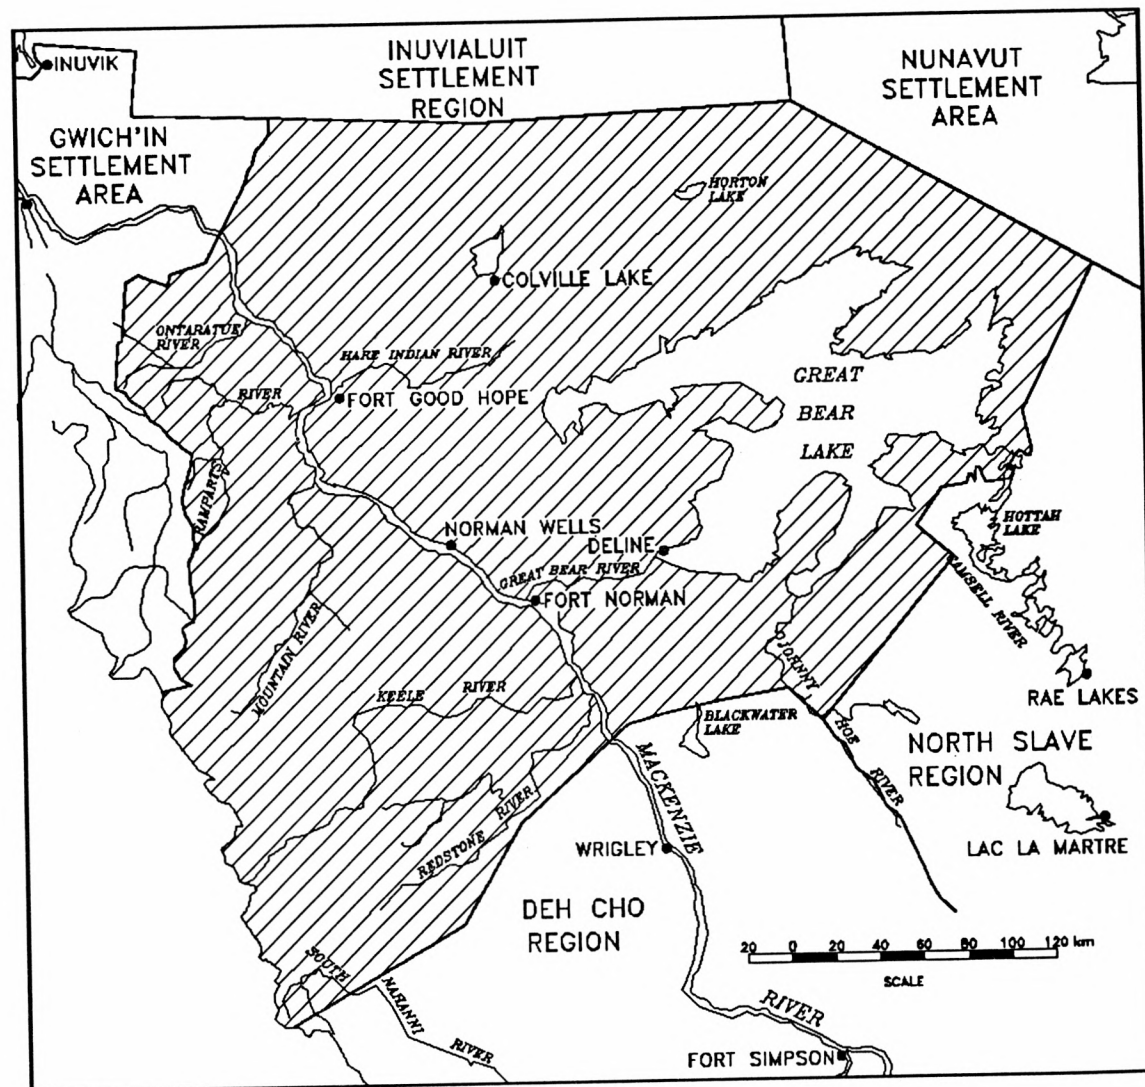 INUVIK
INUVIALUIT
SETTLEMENT
REGION
NUNAVUT
SETTLEMENT
AREA
GWICH'IN
SETTLEMENT
AREA
HORTON
LAKE
COLVILLE LAKE
ONTARATUE
RIVER
HARE INDIAN RIVER
RIVER
FORT GOOD HOPE
GREAT
BEAR
LAKE
RAMPARTS
HOTTAH
LAKE
NORMAN WELLS
DELINE
GREAT BEAR RIVER
FORT NORMAN
CAMSELL RIVER
MOUNTAIN RIVER
JOHNNY
HOE
RIVER
KEELE RIVER
RAE LAKES
BLACKWATER
LAKE
NORTH SLAVE
REGION
MACKENZIE
REDSTONE RIVER
WRIGLEY
LAC LA MARTRE
DEH CHO
REGION
20 0 20 40 60 80 100 120 km
SCALE
SOUTH
NAHANNI
RIVER
RIVER
FORT SIMPSON